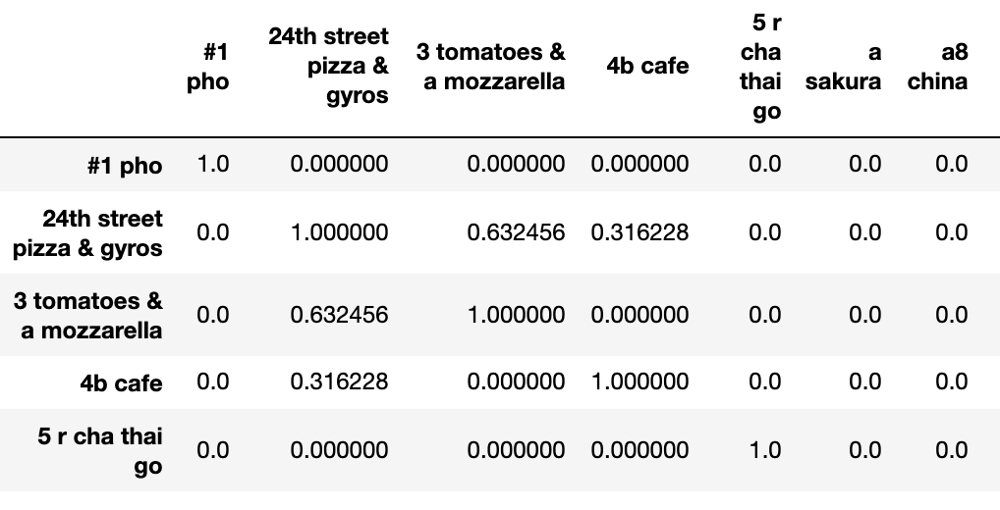 #1 pho 24th street pizza & gyros 3 tomatoes & a mozzarella 4b cafe 5 r cha thai go a sakura a8 china
#1 pho 1.0 0.000000 0.000000 0.000000 0.0 0.0 0.0
24th street pizza & gyros 0.0 1.000000 0.632456 0.316228 0.0 0.0 0.0
3 tomatoes & a mozzarella 0.0 0.632456 1.000000 0.000000 0.0 0.0 0.0
4b cafe 0.0 0.316228 0.000000 1.000000 0.0 0.0 0.0
5 r cha thai go 0.0 0.000000 0.000000 0.000000 1.0 0.0 0.0